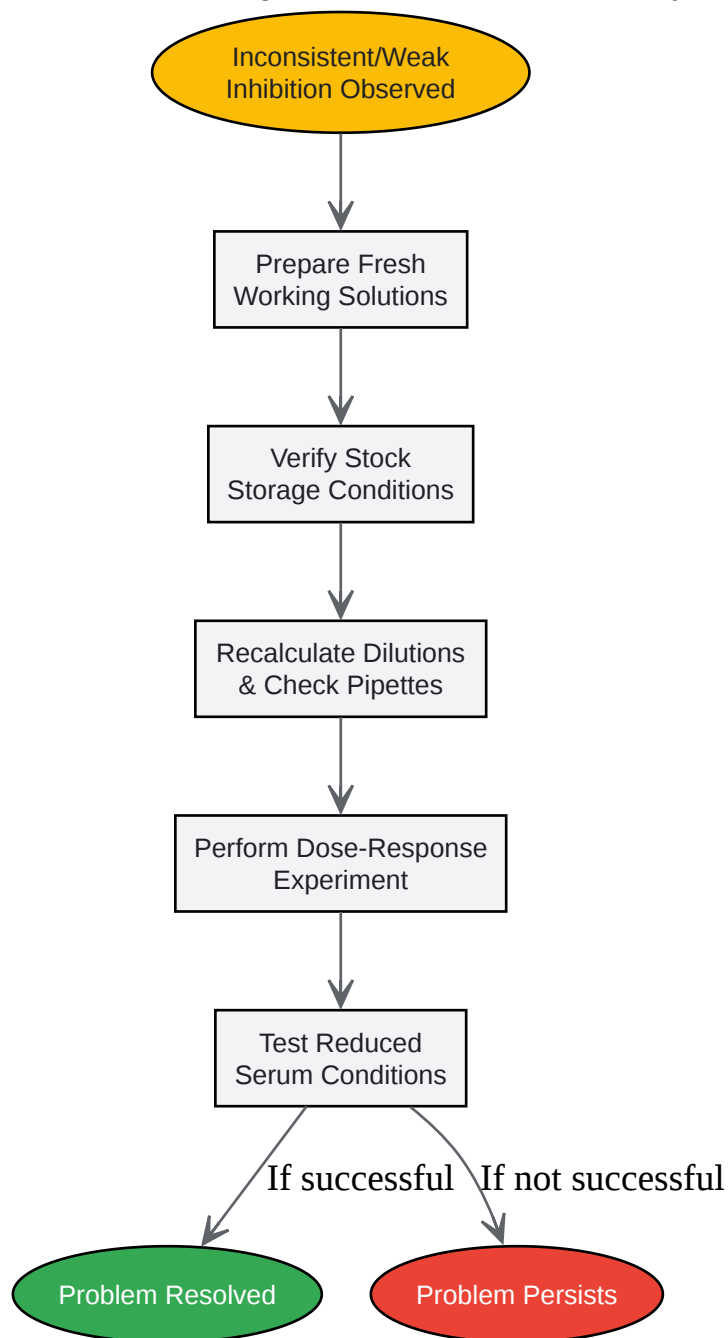 Inconsistent/Weak
Inhibition Observed
Prepare Fresh
Working Solutions
Verify Stock
Storage Conditions
Recalculate Dilutions
& Check Pipettes
Perform Dose-Response
Experiment
Test Reduced
Serum Conditions
If successful
If not successful
Problem Resolved
Problem Persists